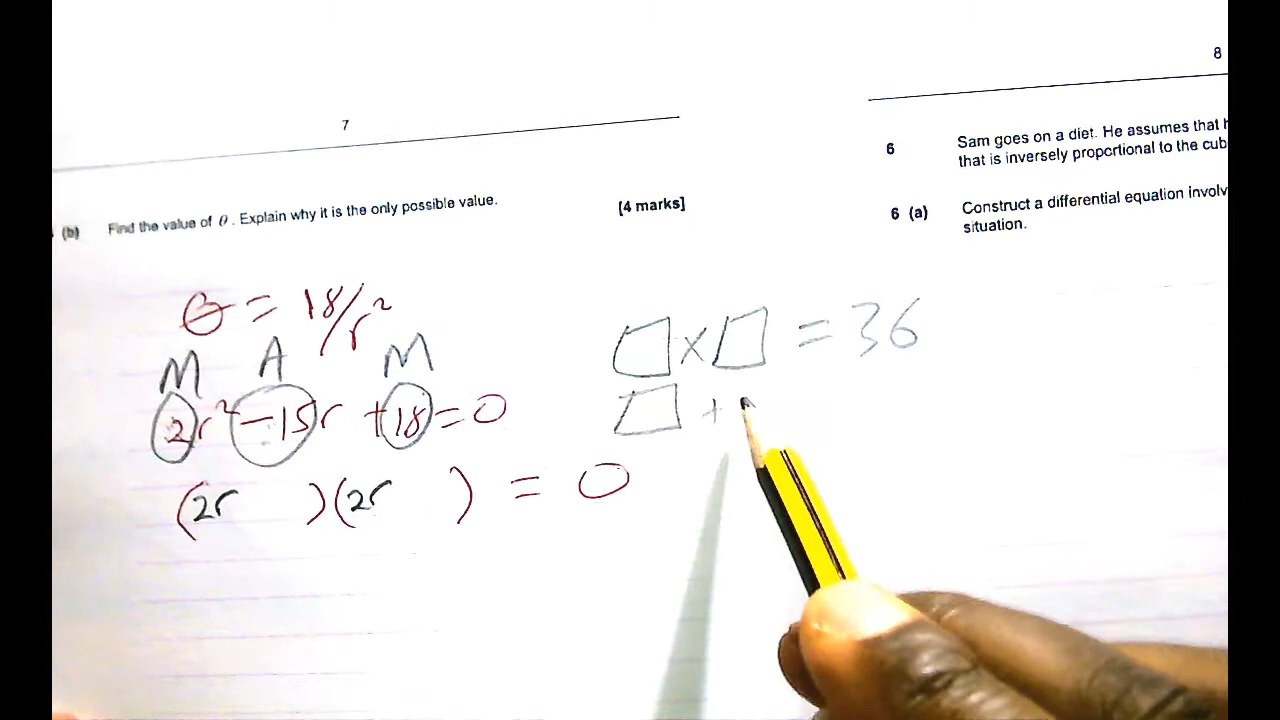 7
(b) Find the value of θ. Explain why it is the only possible value. [4 marks]
θ = 18/r²
M A M
2r² -15r +18 = 0
(2r )(2r ) = 0
□ × □ = 36
□ +
8
6 Sam goes on a diet. He assumes that h
that is inversely proportional to the cub
6 (a) Construct a differential equation involv
situation.